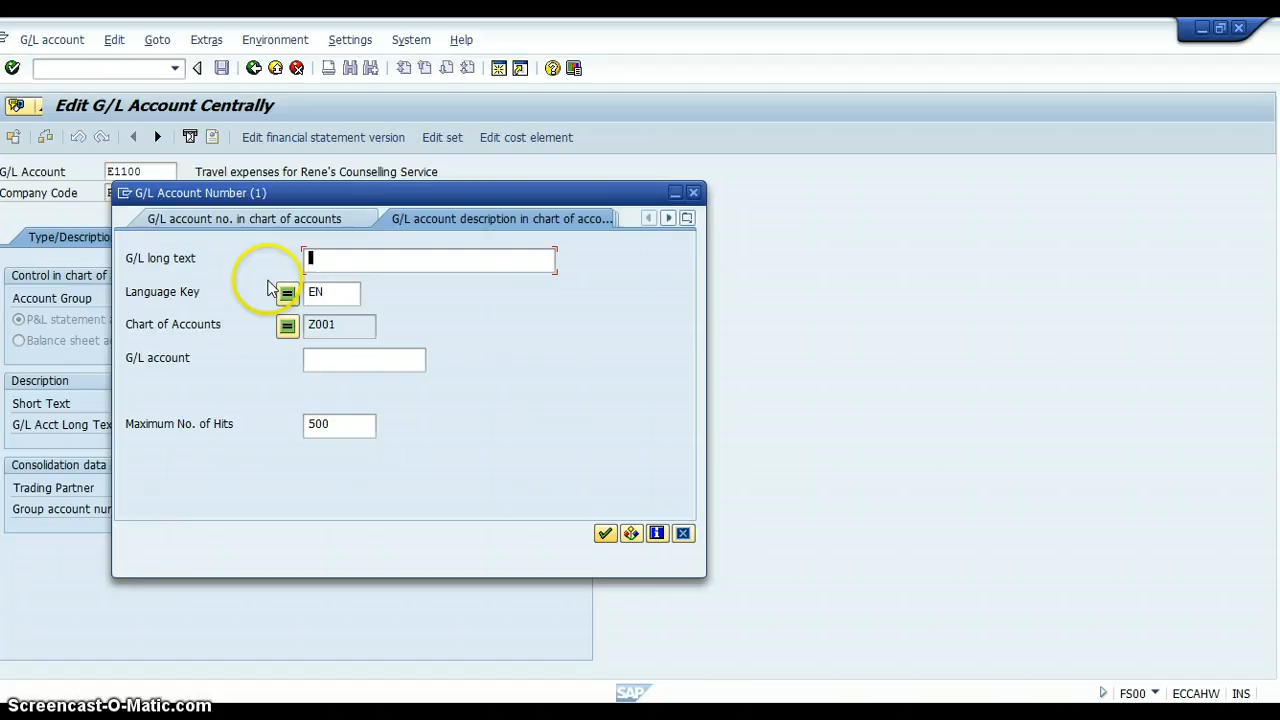 G/L account Edit Goto Extras Environment Settings System Help
Edit G/L Account Centrally
Edit financial statement version Edit set Edit cost element
G/L Account E1100 Travel expenses for Rene's Counselling Service
Company Code
G/L Account Number (1)
G/L account no. in chart of accounts G/L account description in chart of acco...
Type/Descriptio
G/L long text
Control in chart of
Language Key EN
Account Group
P&L statement a
Chart of Accounts Z001
Balance sheet ac
G/L account
Description
Short Text
G/L Acct Long Tex
Maximum No. of Hits 500
Consolidation data
Trading Partner
Group account num
SAP
FS00 ECCAHW INS
Screencast-O-Matic.com